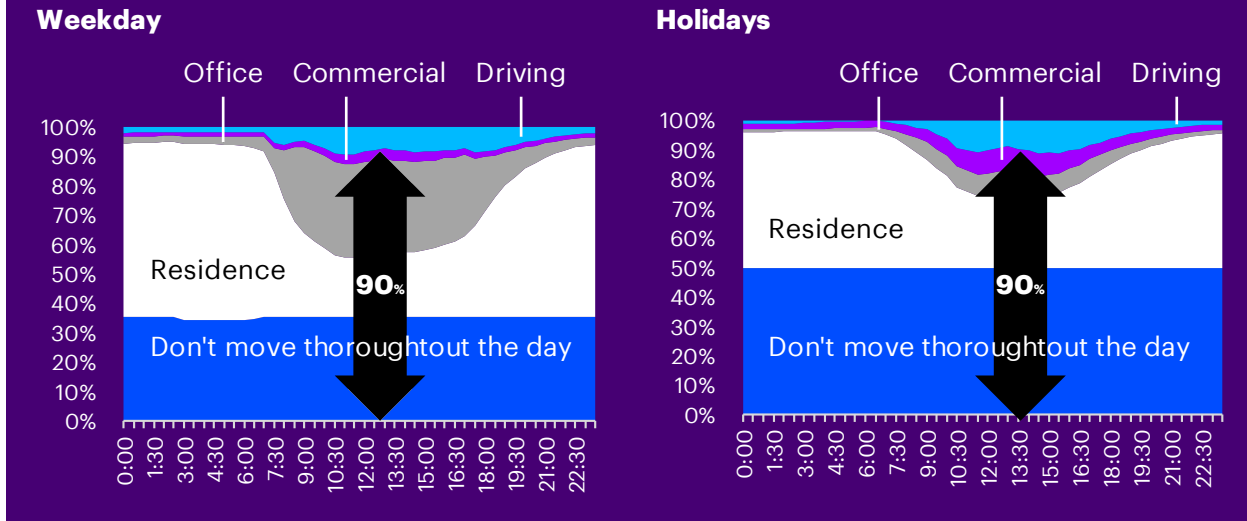 Weekday
Office Commercial Driving
100%
90%
80%
70%
60%
50%
40%
30%
20%
10%
0%
Residence
90%
Don't move thoroughtout the day
0:00 1:30 3:00 4:30 6:00 7:30 9:00 10:30 12:00 13:30 15:00 16:30 18:00 19:30 21:00 22:30
Holidays
Office Commercial Driving
100%
90%
80%
70%
60%
50%
40%
30%
20%
10%
0%
Residence
90%
Don't move thoroughtout the day
0:00 1:30 3:00 4:30 6:00 7:30 9:00 10:30 12:00 13:30 15:00 16:30 18:00 19:30 21:00 22:30